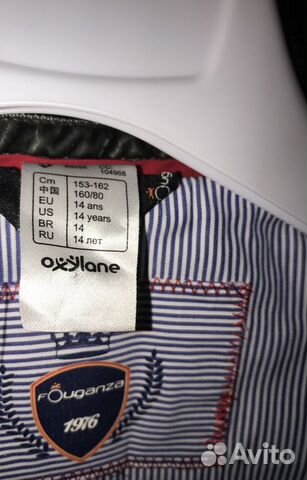 CC:
104968
Cm 153-162
中国 160/80
EU 14 ans
US 14 years
BR 14
RU 14 лет
oxylane
FOuganza
1976
Avito